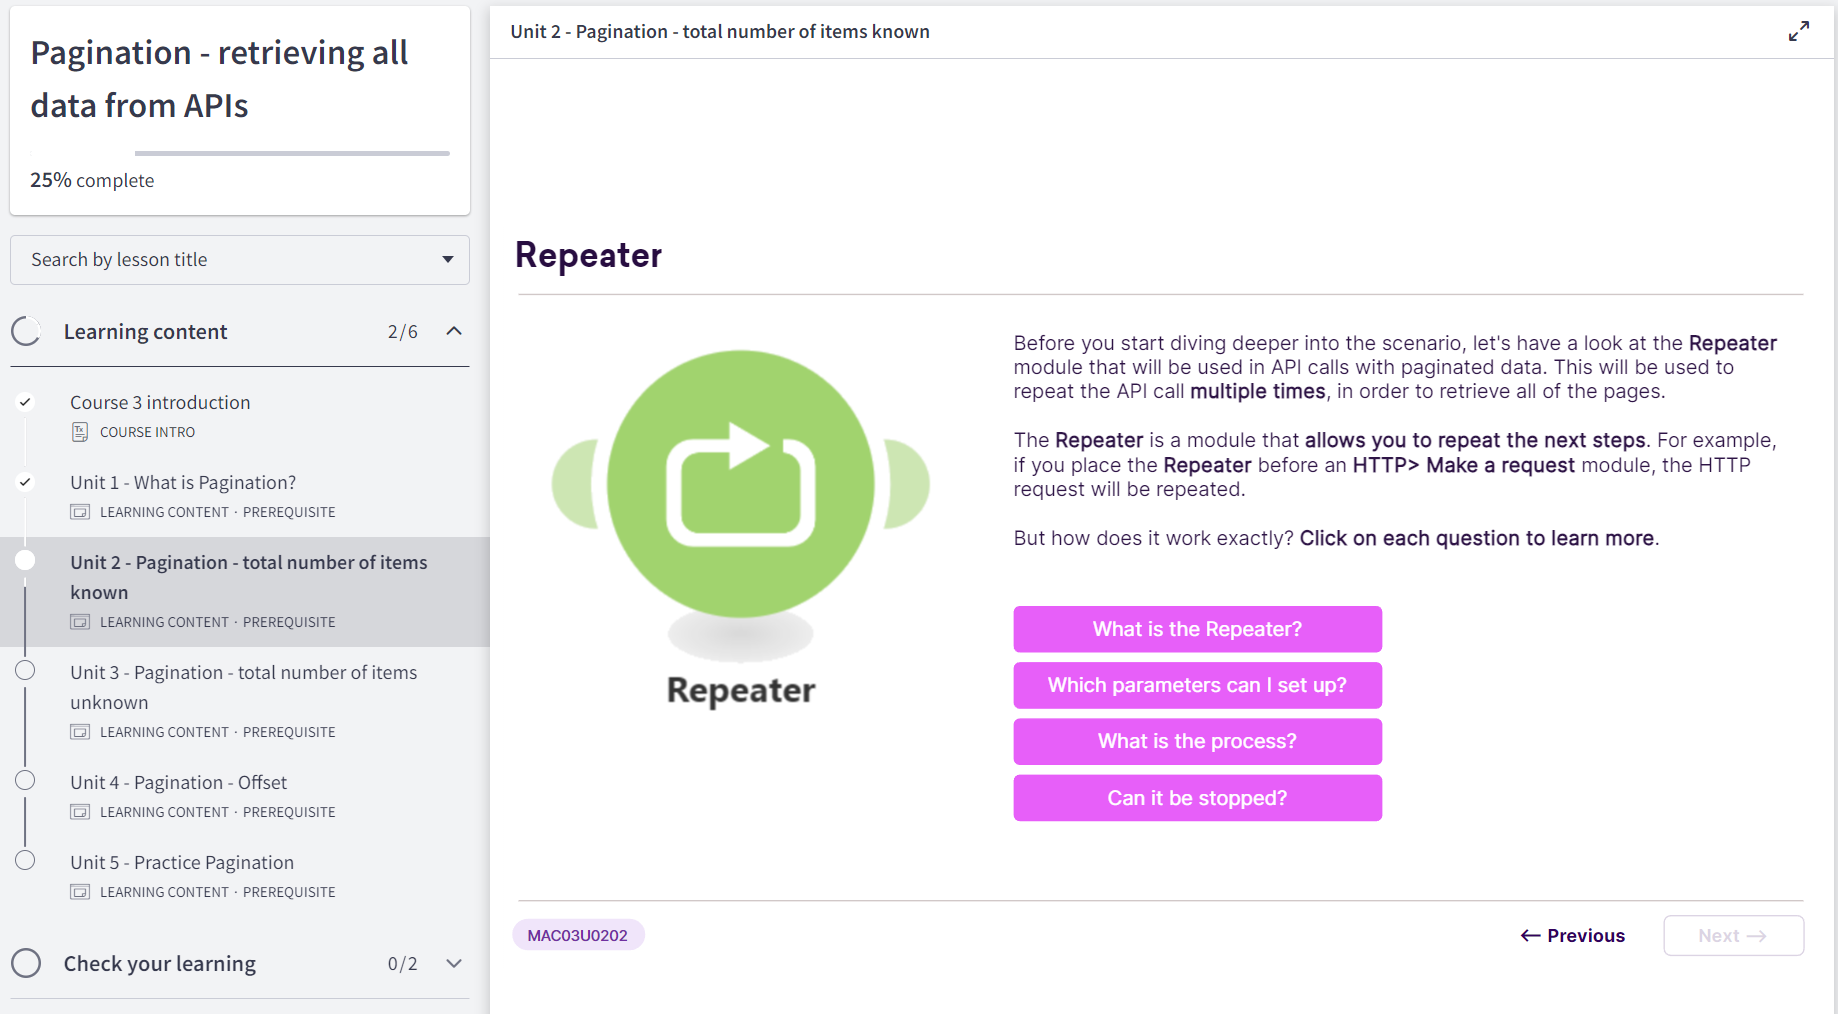 Pagination - retrieving all
data from APIs
25% complete
Search by lesson title
Learning content 2/6
Course 3 introduction
Tx COURSE INTRO
Unit 1 - What is Pagination?
LEARNING CONTENT · PREREQUISITE
Unit 2 - Pagination - total number of items
known
LEARNING CONTENT · PREREQUISITE
Unit 3 - Pagination - total number of items
unknown
LEARNING CONTENT · PREREQUISITE
Unit 4 - Pagination - Offset
LEARNING CONTENT · PREREQUISITE
Unit 5 - Practice Pagination
LEARNING CONTENT · PREREQUISITE
Check your learning 0/2
Unit 2 - Pagination - total number of items known
Repeater
Repeater
Before you start diving deeper into the scenario, let's have a look at the Repeater
module that will be used in API calls with paginated data. This will be used to
repeat the API call multiple times, in order to retrieve all of the pages.
The Repeater is a module that allows you to repeat the next steps. For example,
if you place the Repeater before an HTTP> Make a request module, the HTTP
request will be repeated.
But how does it work exactly? Click on each question to learn more.
What is the Repeater?
Which parameters can I set up?
What is the process?
Can it be stopped?
MAC03U0202
← Previous
Next →